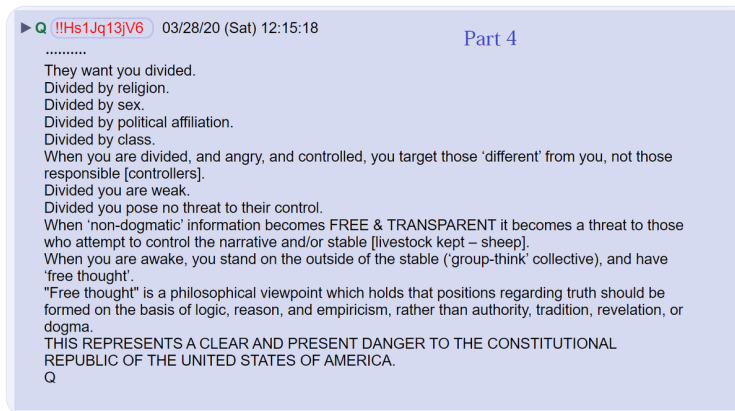 Q !!Hs1Jq13jV6 03/28/20 (Sat) 12:15:18
Part 4
..........
They want you divided.
Divided by religion.
Divided by sex.
Divided by political affiliation.
Divided by class.
When you are divided, and angry, and controlled, you target those ‘different’ from you, not those
responsible [controllers].
Divided you are weak.
Divided you pose no threat to their control.
When ‘non-dogmatic’ information becomes FREE & TRANSPARENT it becomes a threat to those
who attempt to control the narrative and/or stable [livestock kept – sheep].
When you are awake, you stand on the outside of the stable (‘group-think’ collective), and have
‘free thought’.
"Free thought" is a philosophical viewpoint which holds that positions regarding truth should be
formed on the basis of logic, reason, and empiricism, rather than authority, tradition, revelation, or
dogma.
THIS REPRESENTS A CLEAR AND PRESENT DANGER TO THE CONSTITUTIONAL
REPUBLIC OF THE UNITED STATES OF AMERICA.
Q